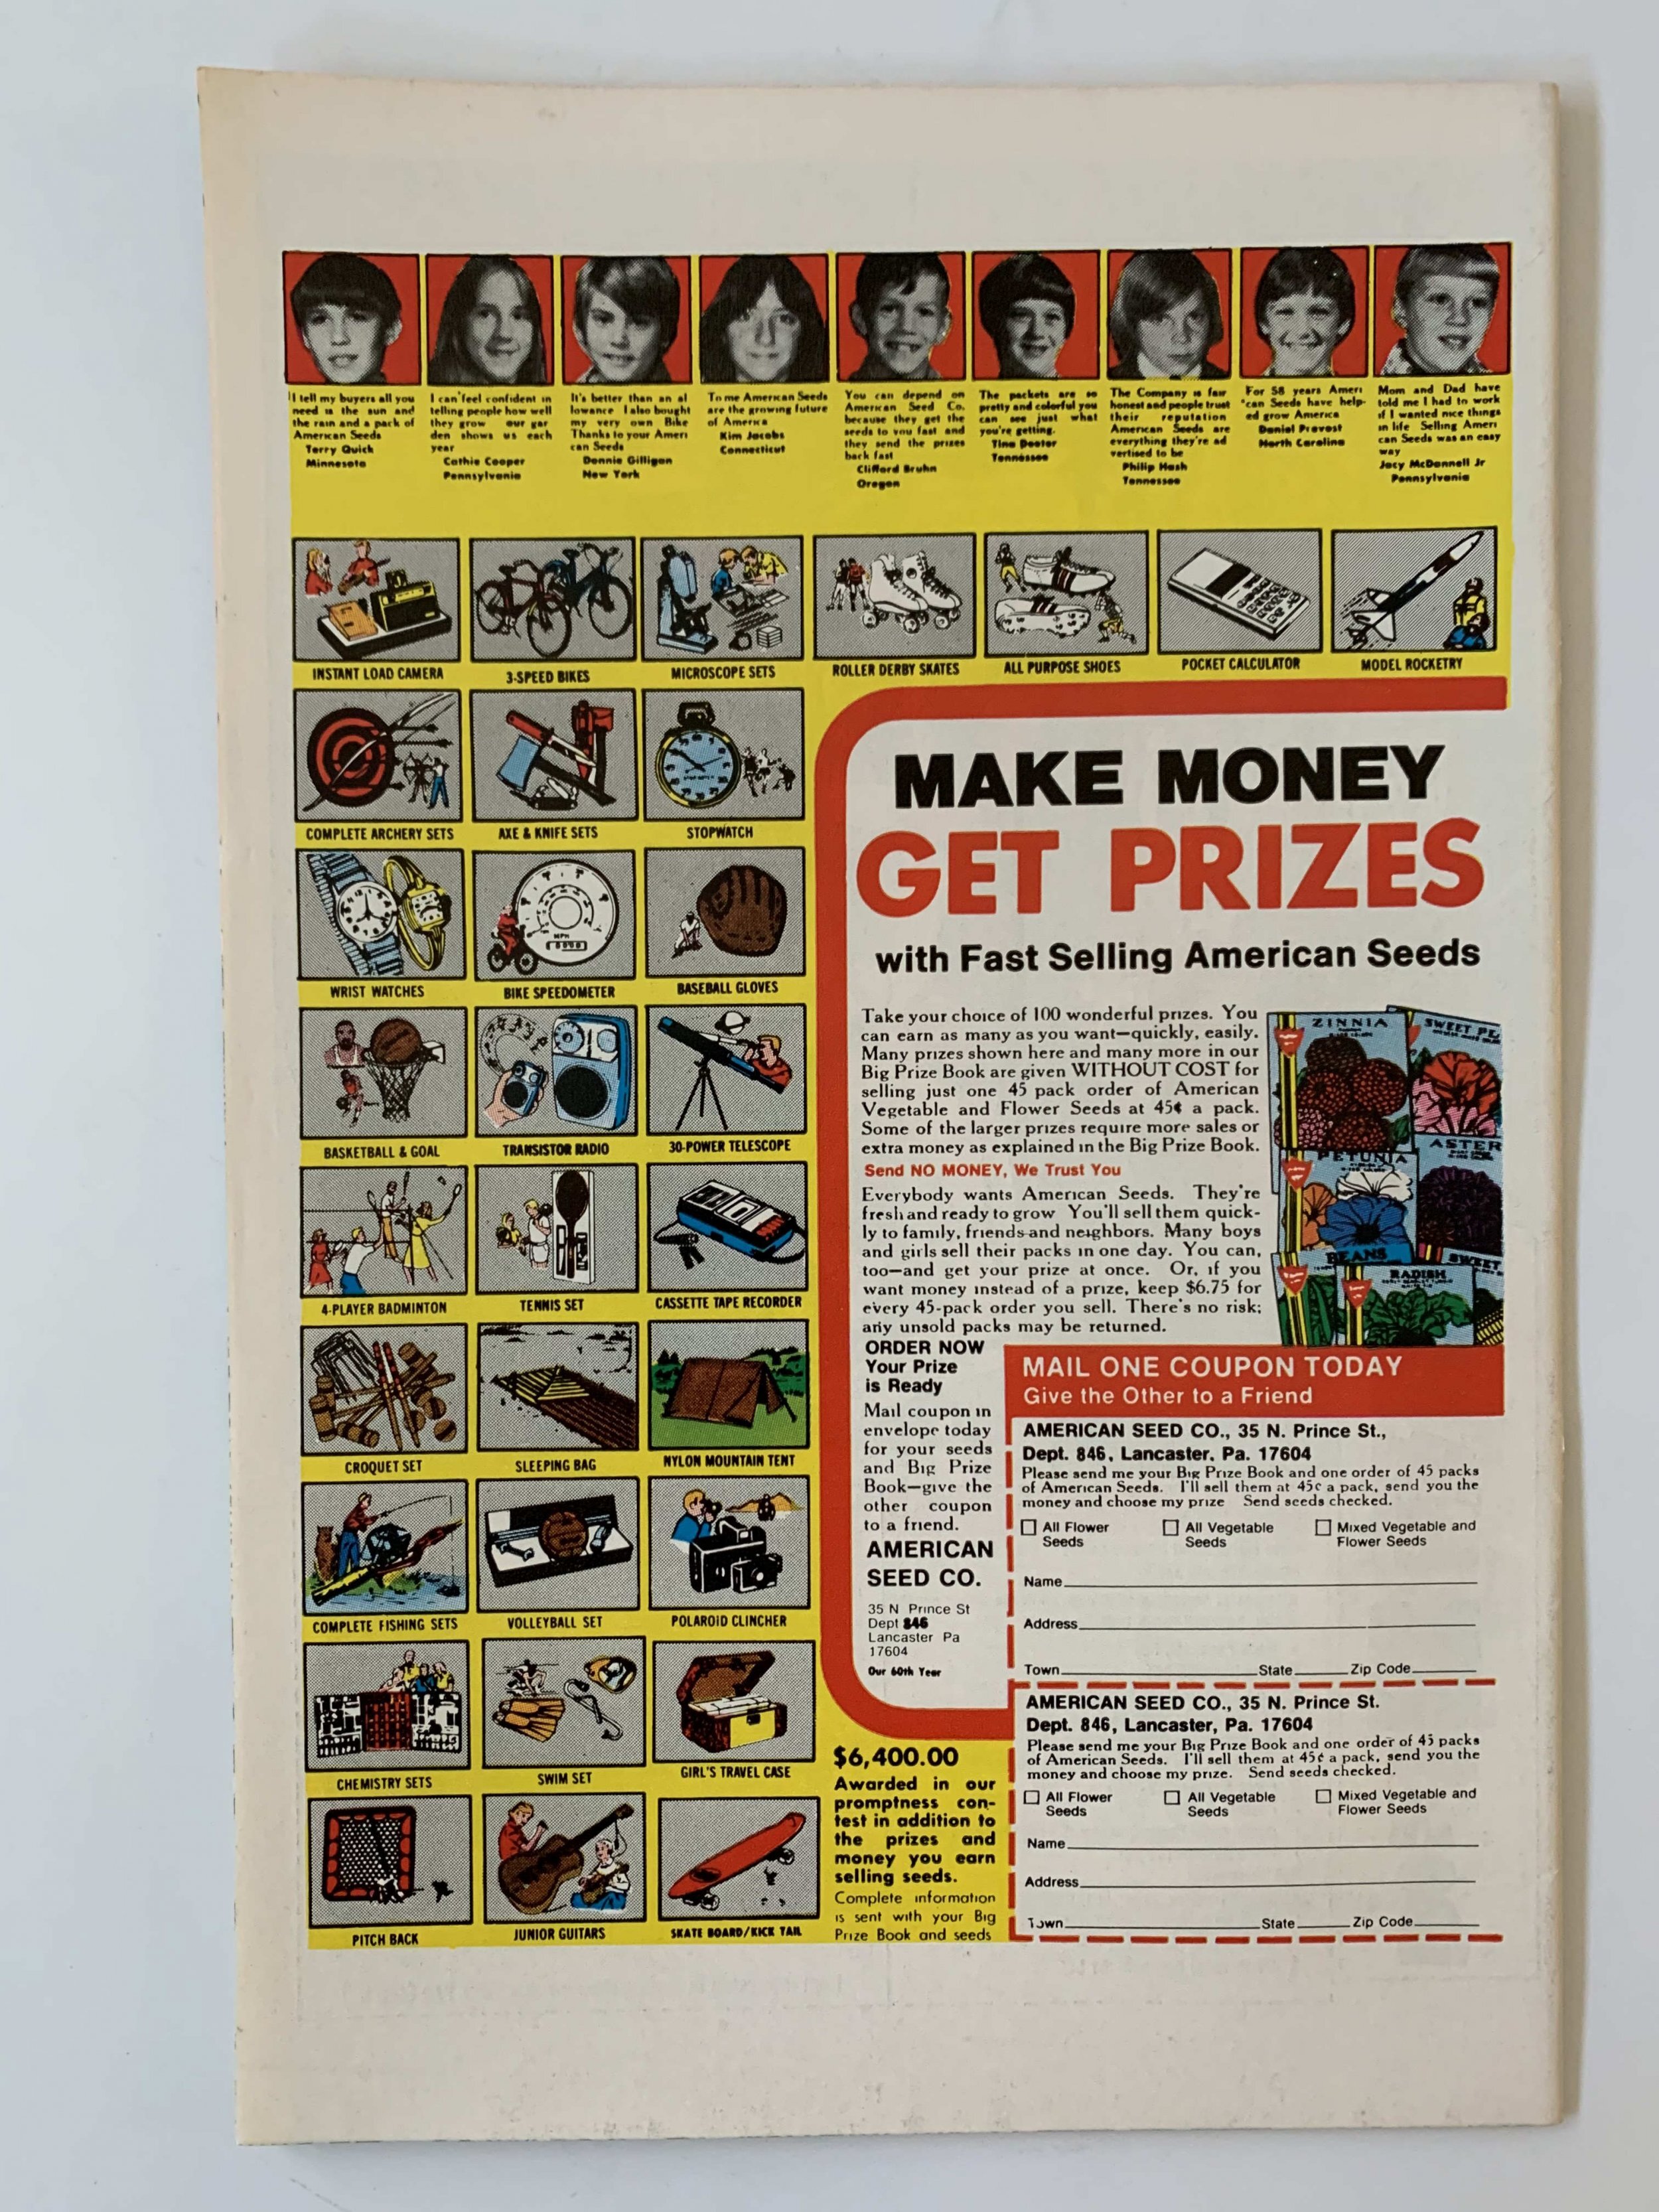 I tell my buyers all you
need is the sun and
the rain and a pack of
American Seeds
Terry Quick
Minnesota
I can'feel confident in
telling people how well
they grow our gar
den shows us each
year
Cathie Cooper
Pennsylvania
It's better than an al
lowance I also bought
my very own Bike
Thanks to your Ameri
can Seeds
Donnie Gilligan
New York
To me American Seeds
are the growing future
of America
Kim Jacobs
Connecticut
You can depend on
American Seed Co.
because they get the
seeds to you fast and
they send the prizes
back fast
Clifford Bruhn
Oregon
The packets are so
pretty and colorful you
can see just what
you're getting.
Tina Deeter
Tennessee
The Company is fair
honest and people trust
their reputation
American Seeds are
everything they're ad
vertised to be
Philip Hash
Tennessee
For 58 years Ameri
can Seeds have help-
ed grow America
Daniel Prevost
North Carolina
Mom and Dad have
told me I had to work
if I wanted nice things
in life Selling Ameri
can Seeds was an easy
way
Jacy McDonnell Jr
Pennsylvania
INSTANT LOAD CAMERA
3-SPEED BIKES
MICROSCOPE SETS
ROLLER DERBY SKATES
ALL PURPOSE SHOES
POCKET CALCULATOR
MODEL ROCKETRY
COMPLETE ARCHERY SETS
AXE & KNIFE SETS
STOPWATCH
WRIST WATCHES
MPH
BIKE SPEEDOMETER
BASEBALL GLOVES
BASKETBALL & GOAL
TRANSISTOR RADIO
30-POWER TELESCOPE
4-PLAYER BADMINTON
TENNIS SET
CASSETTE TAPE RECORDER
CROQUET SET
SLEEPING BAG
NYLON MOUNTAIN TENT
COMPLETE FISHING SETS
VOLLEYBALL SET
POLAROID CLINCHER
CHEMISTRY SETS
SWIM SET
GIRL'S TRAVEL CASE
PITCH BACK
JUNIOR GUITARS
SKATE BOARD/KICK TAIL
MAKE MONEY
GET PRIZES
with Fast Selling American Seeds
Take your choice of 100 wonderful prizes. You
can earn as many as you want—quickly, easily.
Many prizes shown here and many more in our
Big Prize Book are given WITHOUT COST for
selling just one 45 pack order of American
Vegetable and Flower Seeds at 45¢ a pack.
Some of the larger prizes require more sales or
extra money as explained in the Big Prize Book.
Send NO MONEY, We Trust You
Everybody wants American Seeds. They're
fresh and ready to grow You'll sell them quick-
ly to family, friends and neighbors. Many boys
and girls sell their packs in one day. You can,
too—and get your prize at once. Or, if you
want money instead of a prize, keep $6.75 for
every 45-pack order you sell. There's no risk;
any unsold packs may be returned.
ZINNIA
SWEET PE
ASTER
PETUNIA
BEANS
SWEET
RADISH
ORDER NOW
Your Prize
is Ready
Mail coupon in
envelope today
for your seeds
and Big Prize
Book—give the
other coupon
to a friend.
AMERICAN
SEED CO.
35 N Prince St
Dept 846
Lancaster Pa
17604
Our 60th Year
MAIL ONE COUPON TODAY
Give the Other to a Friend
AMERICAN SEED CO., 35 N. Prince St.,
Dept. 846, Lancaster, Pa. 17604
Please send me your Big Prize Book and one order of 45 packs
of American Seeds. I'll sell them at 45¢ a pack, send you the
money and choose my prize Send seeds checked.
All Flower
Seeds
All Vegetable
Seeds
Mixed Vegetable and
Flower Seeds
Name
Address
Town State Zip Code
AMERICAN SEED CO., 35 N. Prince St.
Dept. 846, Lancaster, Pa. 17604
Please send me your Big Prize Book and one order of 45 packs
of American Seeds. I'll sell them at 45¢ a pack, send you the
money and choose my prize. Send seeds checked.
All Flower
Seeds
All Vegetable
Seeds
Mixed Vegetable and
Flower Seeds
Name
Address
Town State Zip Code
$6,400.00
Awarded in our
promptness con-
test in addition to
the prizes and
money you earn
selling seeds.
Complete information
is sent with your Big
Prize Book and seeds